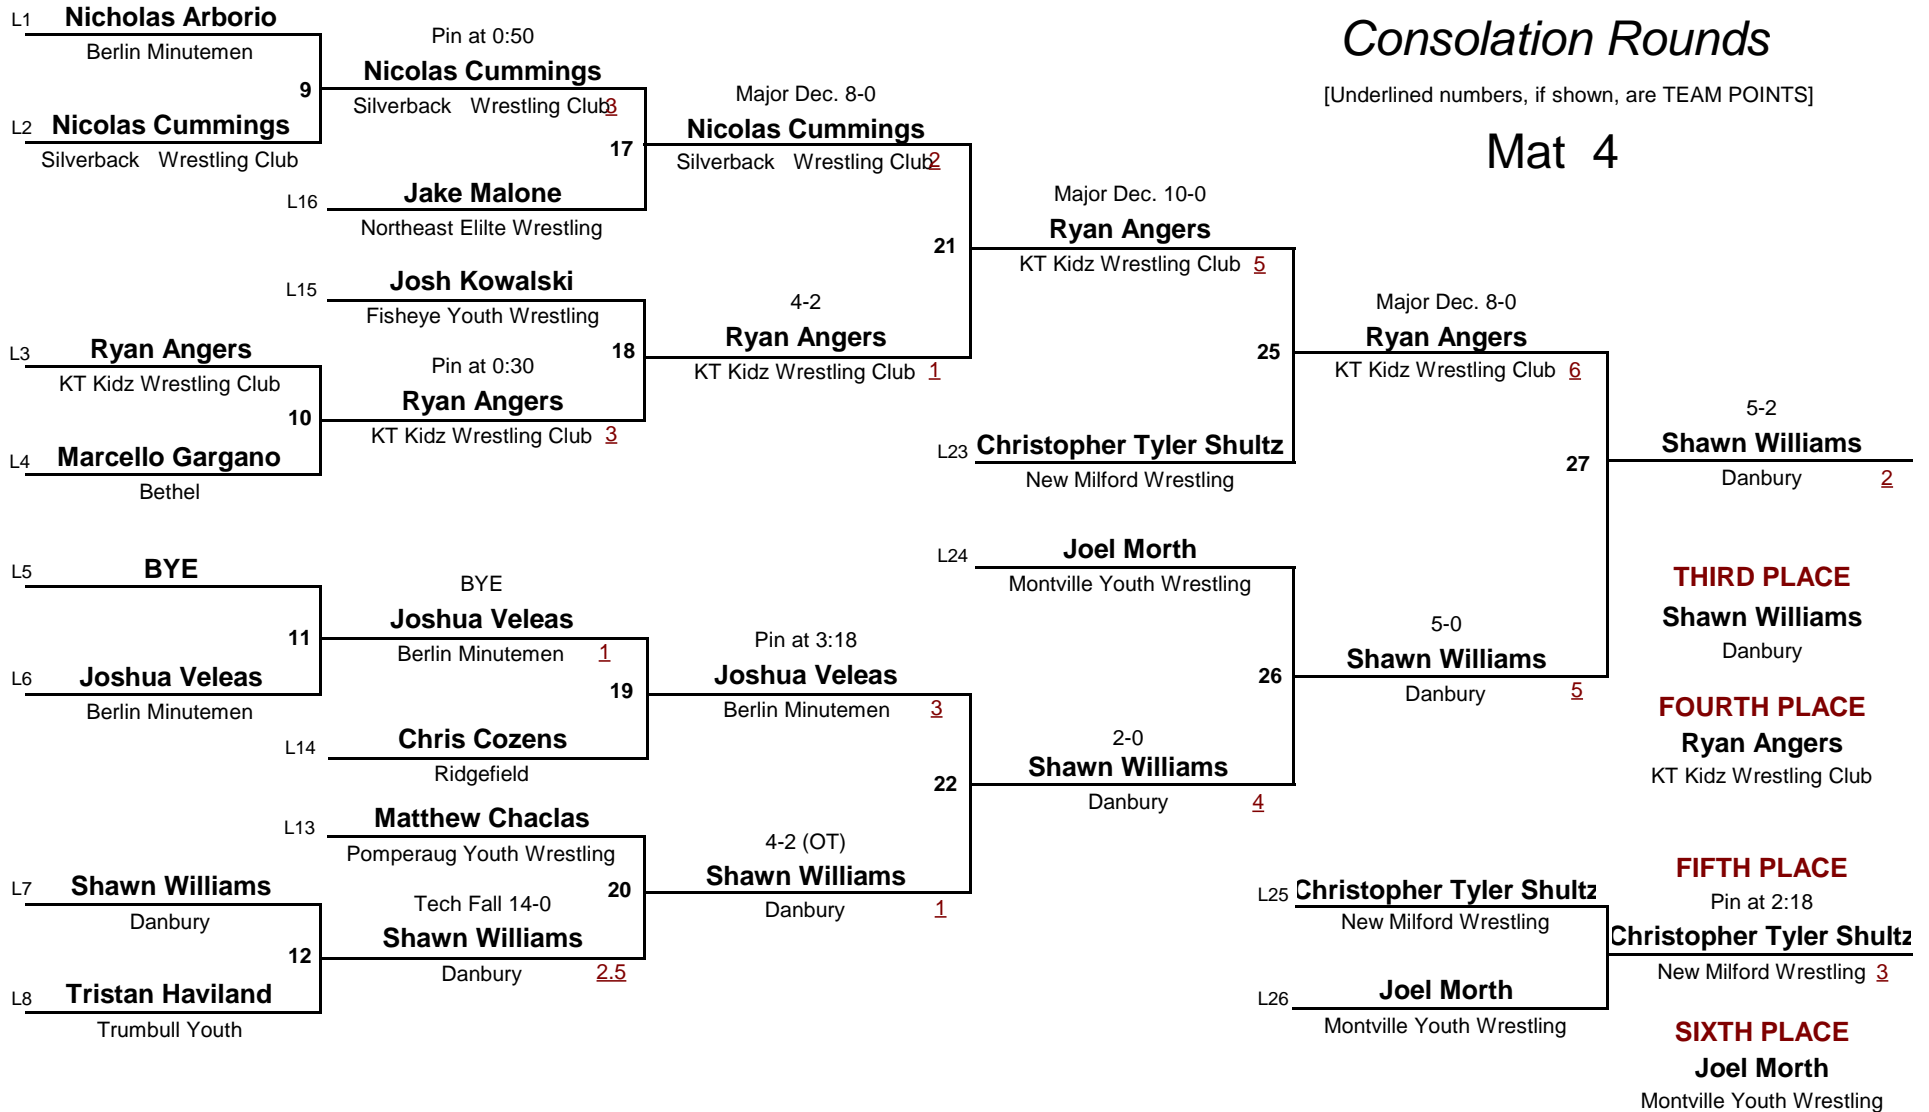 Consolation Rounds
[Underlined numbers, if shown, are TEAM POINTS]
Mat 4
L1 Nicholas Arborio
Berlin Minutemen
9
L2 Nicolas Cummings
Silverback Wrestling Club
Pin at 0:50
Nicolas Cummings
Silverback Wrestling Club 3
17
L16 Jake Malone
Northeast Elilte Wrestling
Major Dec. 8-0
Nicolas Cummings
Silverback Wrestling Club 2
21
L15 Josh Kowalski
Fisheye Youth Wrestling
18
L3 Ryan Angers
KT Kidz Wrestling Club
10
L4 Marcello Gargano
Bethel
Pin at 0:30
Ryan Angers
KT Kidz Wrestling Club 3
4-2
Ryan Angers
KT Kidz Wrestling Club 1
Major Dec. 10-0
Ryan Angers
KT Kidz Wrestling Club 5
25
L23 Christopher Tyler Shultz
New Milford Wrestling
Major Dec. 8-0
Ryan Angers
KT Kidz Wrestling Club 6
27
5-2
Shawn Williams
Danbury 2
L5 BYE
11
L6 Joshua Veleas
Berlin Minutemen
BYE
Joshua Veleas
Berlin Minutemen 1
19
L14 Chris Cozens
Ridgefield
Pin at 3:18
Joshua Veleas
Berlin Minutemen 3
22
L13 Matthew Chaclas
Pomperaug Youth Wrestling
20
L7 Shawn Williams
Danbury
12
L8 Tristan Haviland
Trumbull Youth
Tech Fall 14-0
Shawn Williams
Danbury 2.5
4-2 (OT)
Shawn Williams
Danbury 1
L24 Joel Morth
Montville Youth Wrestling
26
2-0
Shawn Williams
Danbury 4
5-0
Shawn Williams
Danbury 5
THIRD PLACE
Shawn Williams
Danbury
FOURTH PLACE
Ryan Angers
KT Kidz Wrestling Club
L25 Christopher Tyler Shultz
New Milford Wrestling
L26 Joel Morth
Montville Youth Wrestling
FIFTH PLACE
Pin at 2:18
Christopher Tyler Shultz
New Milford Wrestling 3
SIXTH PLACE
Joel Morth
Montville Youth Wrestling